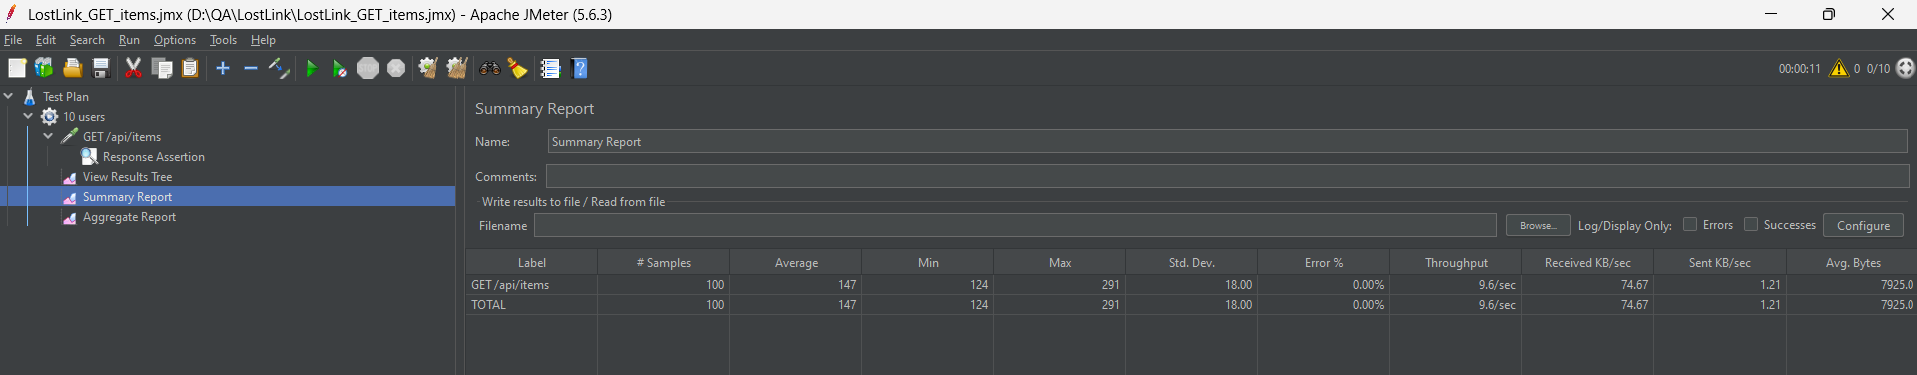 LostLink_GET_items.jmx (D:\QA\LostLink\LostLink_GET_items.jmx) - Apache JMeter (5.6.3)
File Edit Search Run Options Tools Help
STOP ? 00:00:11 0 0/10
Test Plan
10 users
GET /api/items
Response Assertion
View Results Tree
Summary Report
Aggregate Report
Summary Report
Name: Summary Report
Comments:
Write results to file / Read from file
Filename Browse... Log/Display Only: Errors Successes Configure
Label # Samples Average Min Max Std. Dev. Error % Throughput Received KB/sec Sent KB/sec Avg. Bytes
GET /api/items 100 147 124 291 18.00 0.00% 9.6/sec 74.67 1.21 7925.0
TOTAL 100 147 124 291 18.00 0.00% 9.6/sec 74.67 1.21 7925.0